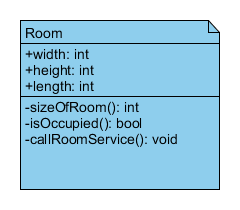 Room
+width: int
+height: int
+length: int
-sizeOfRoom(): int
-isOccupied(): bool
-callRoomService(): void